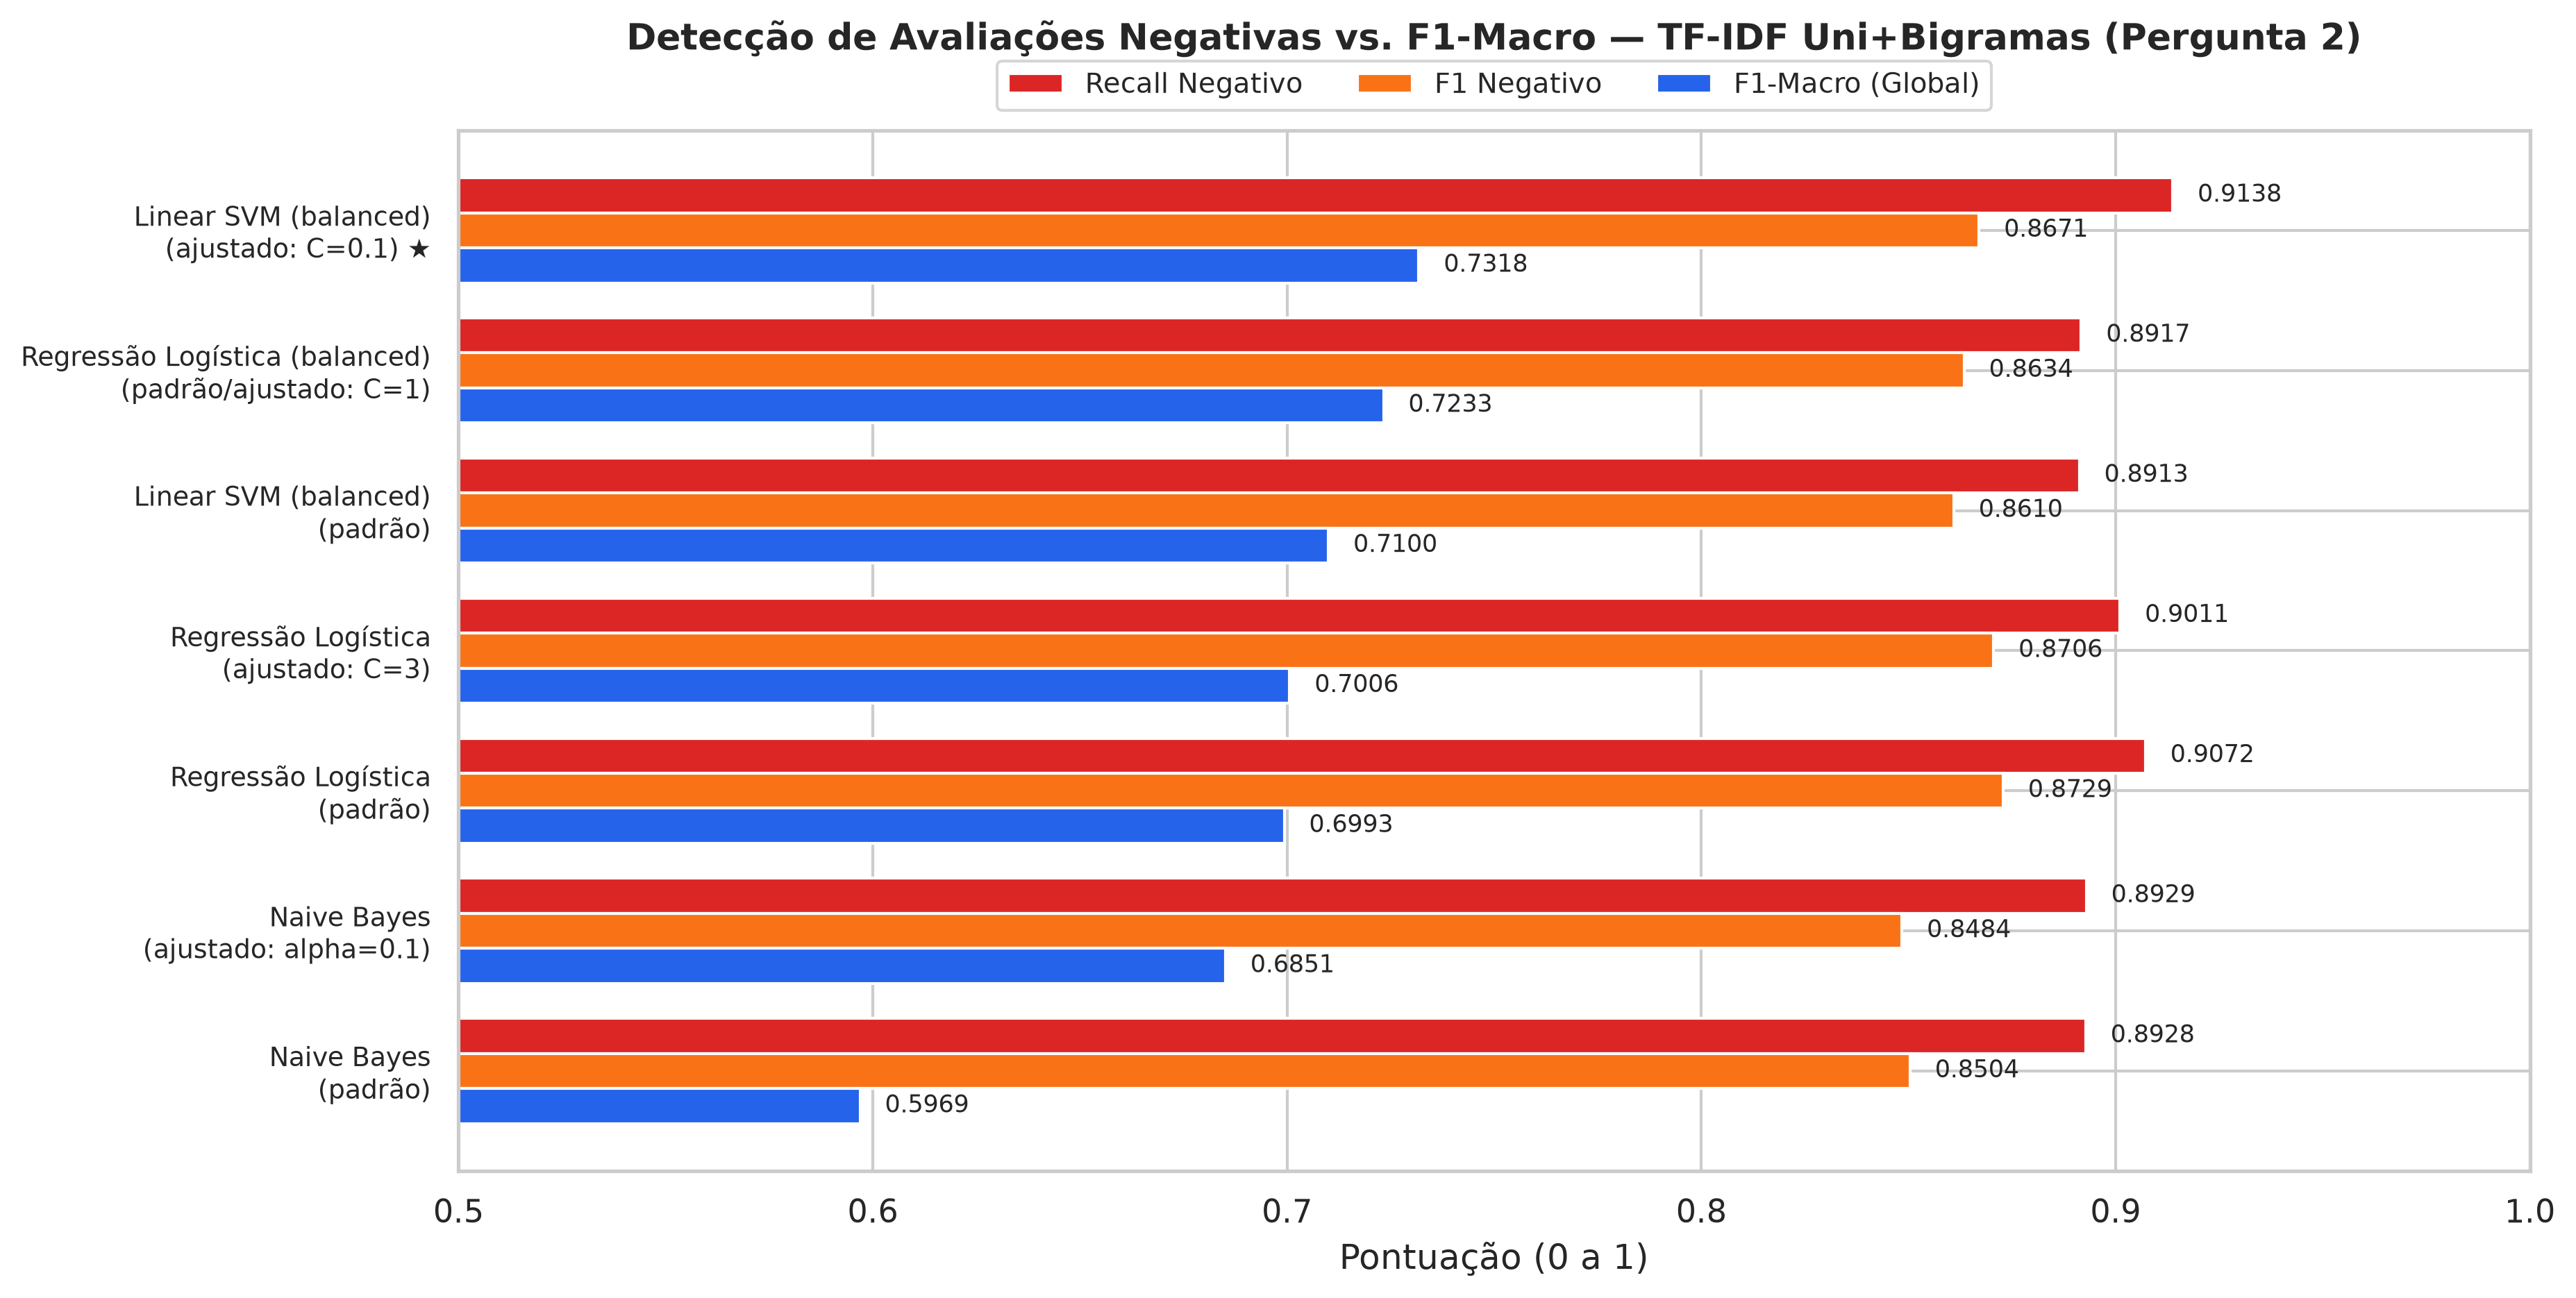 Detecção de Avaliações Negativas vs. F1-Macro — TF-IDF Uni+Bigramas (Pergunta 2)
Recall Negativo F1 Negativo F1-Macro (Global)
Linear SVM (balanced)
(ajustado: C=0.1) ★
0.9138
0.8671
0.7318
Regressão Logística (balanced)
(padrão/ajustado: C=1)
0.8917
0.8634
0.7233
Linear SVM (balanced)
(padrão)
0.8913
0.8610
0.7100
Regressão Logística
(ajustado: C=3)
0.9011
0.8706
0.7006
Regressão Logística
(padrão)
0.9072
0.8729
0.6993
Naive Bayes
(ajustado: alpha=0.1)
0.8929
0.8484
0.6851
Naive Bayes
(padrão)
0.8928
0.8504
0.5969
0.5 0.6 0.7 0.8 0.9 1.0
Pontuação (0 a 1)